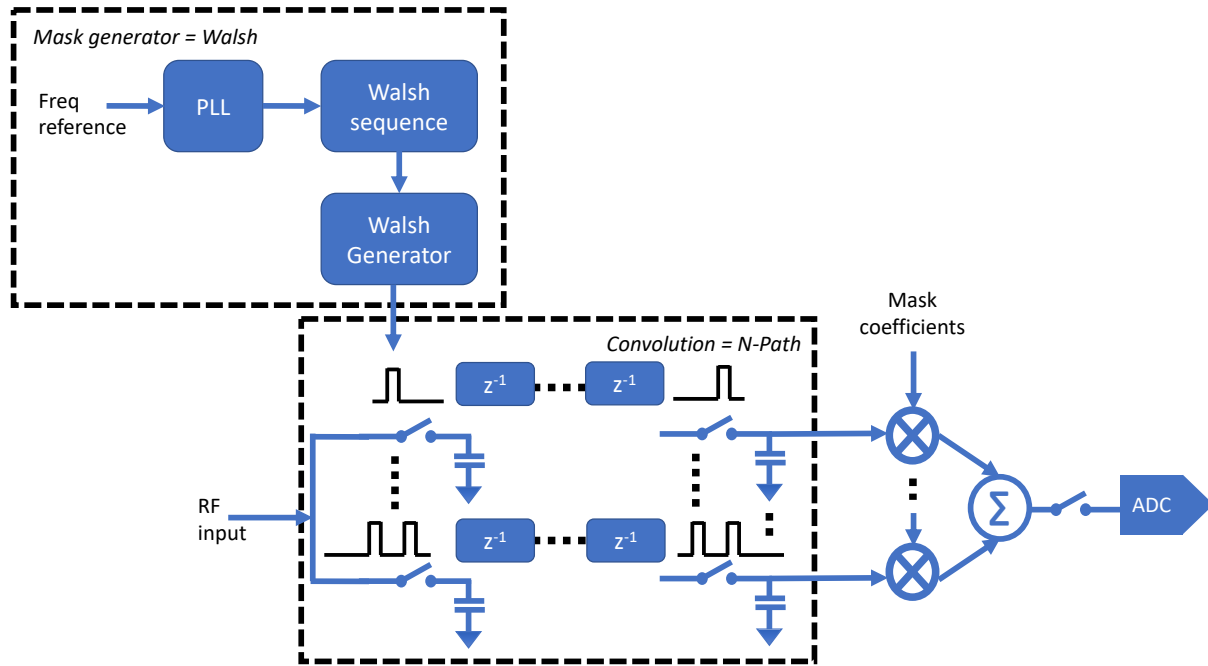 Mask generator = Walsh
Freq
reference
PLL
Walsh
sequence
Walsh
Generator
Convolution = N-Path
Mask
coefficients
z⁻¹
z⁻¹
RF
input
z⁻¹
z⁻¹
Σ
ADC